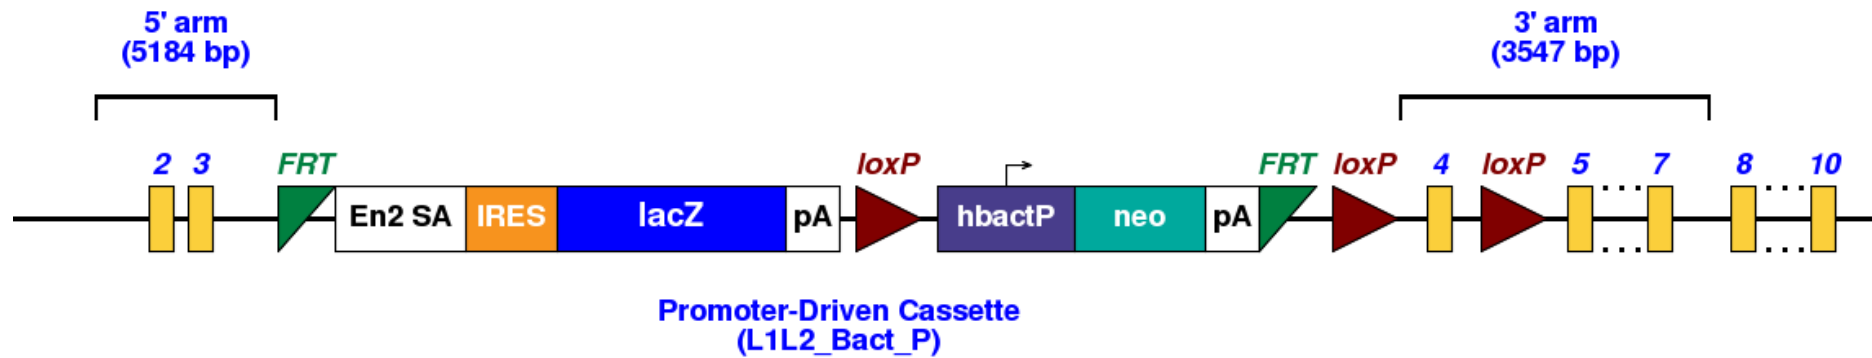 5' arm
(5184 bp)
3' arm
(3547 bp)
2 3 FRT loxP FRT loxP 4 loxP 5 7 8 10
En2 SA IRES lacZ pA hbactP neo pA
Promoter-Driven Cassette
(L1L2_Bact_P)